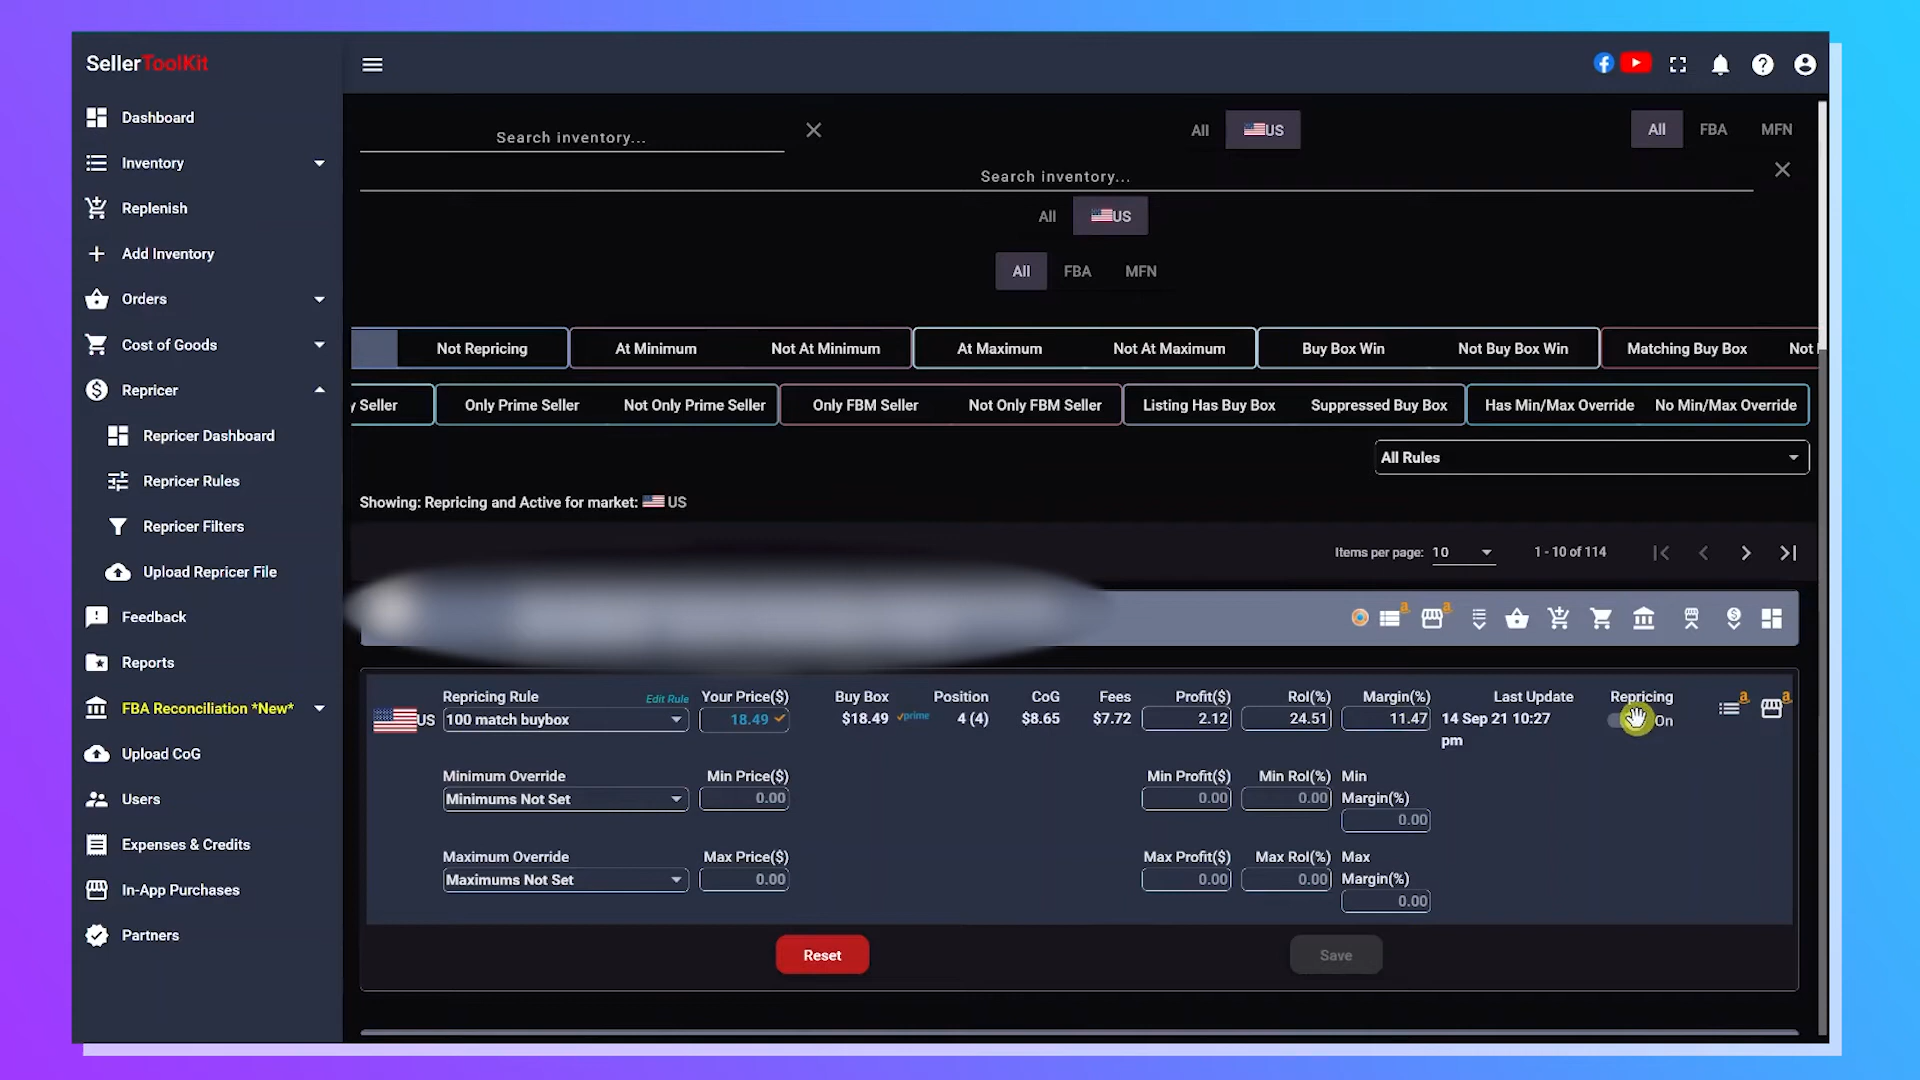 SellerToolKit
Dashboard
Inventory
Replenish
Add Inventory
Orders
Cost of Goods
Repricer
Repricer Dashboard
Repricer Rules
Repricer Filters
Upload Repricer File
Feedback
Reports
FBA Reconciliation *New*
Upload CoG
Users
Expenses & Credits
In-App Purchases
Partners
Search inventory...
All US
All FBA MFN
Search inventory...
All US
All FBA MFN
Not Repricing At Minimum Not At Minimum At Maximum Not At Maximum Buy Box Win Not Buy Box Win Matching Buy Box Not
y Seller Only Prime Seller Not Only Prime Seller Only FBM Seller Not Only FBM Seller Listing Has Buy Box Suppressed Buy Box Has Min/Max Override No Min/Max Override
All Rules
Showing: Repricing and Active for market: US
Items per page: 10 1 - 10 of 114
Repricing Rule Edit Rule Your Price($) Buy Box Position CoG Fees Profit($) RoI(%) Margin(%) Last Update Repricing
US 100 match buybox 18.49 $18.49 prime 4 (4) $8.65 $7.72 2.12 24.51 11.47 14 Sep 21 10:27 pm On
Minimum Override Min Price($) Min Profit($) Min RoI(%) Min Margin(%)
Minimums Not Set 0.00 0.00 0.00 0.00
Maximum Override Max Price($) Max Profit($) Max RoI(%) Max Margin(%)
Maximums Not Set 0.00 0.00 0.00 0.00
Reset Save